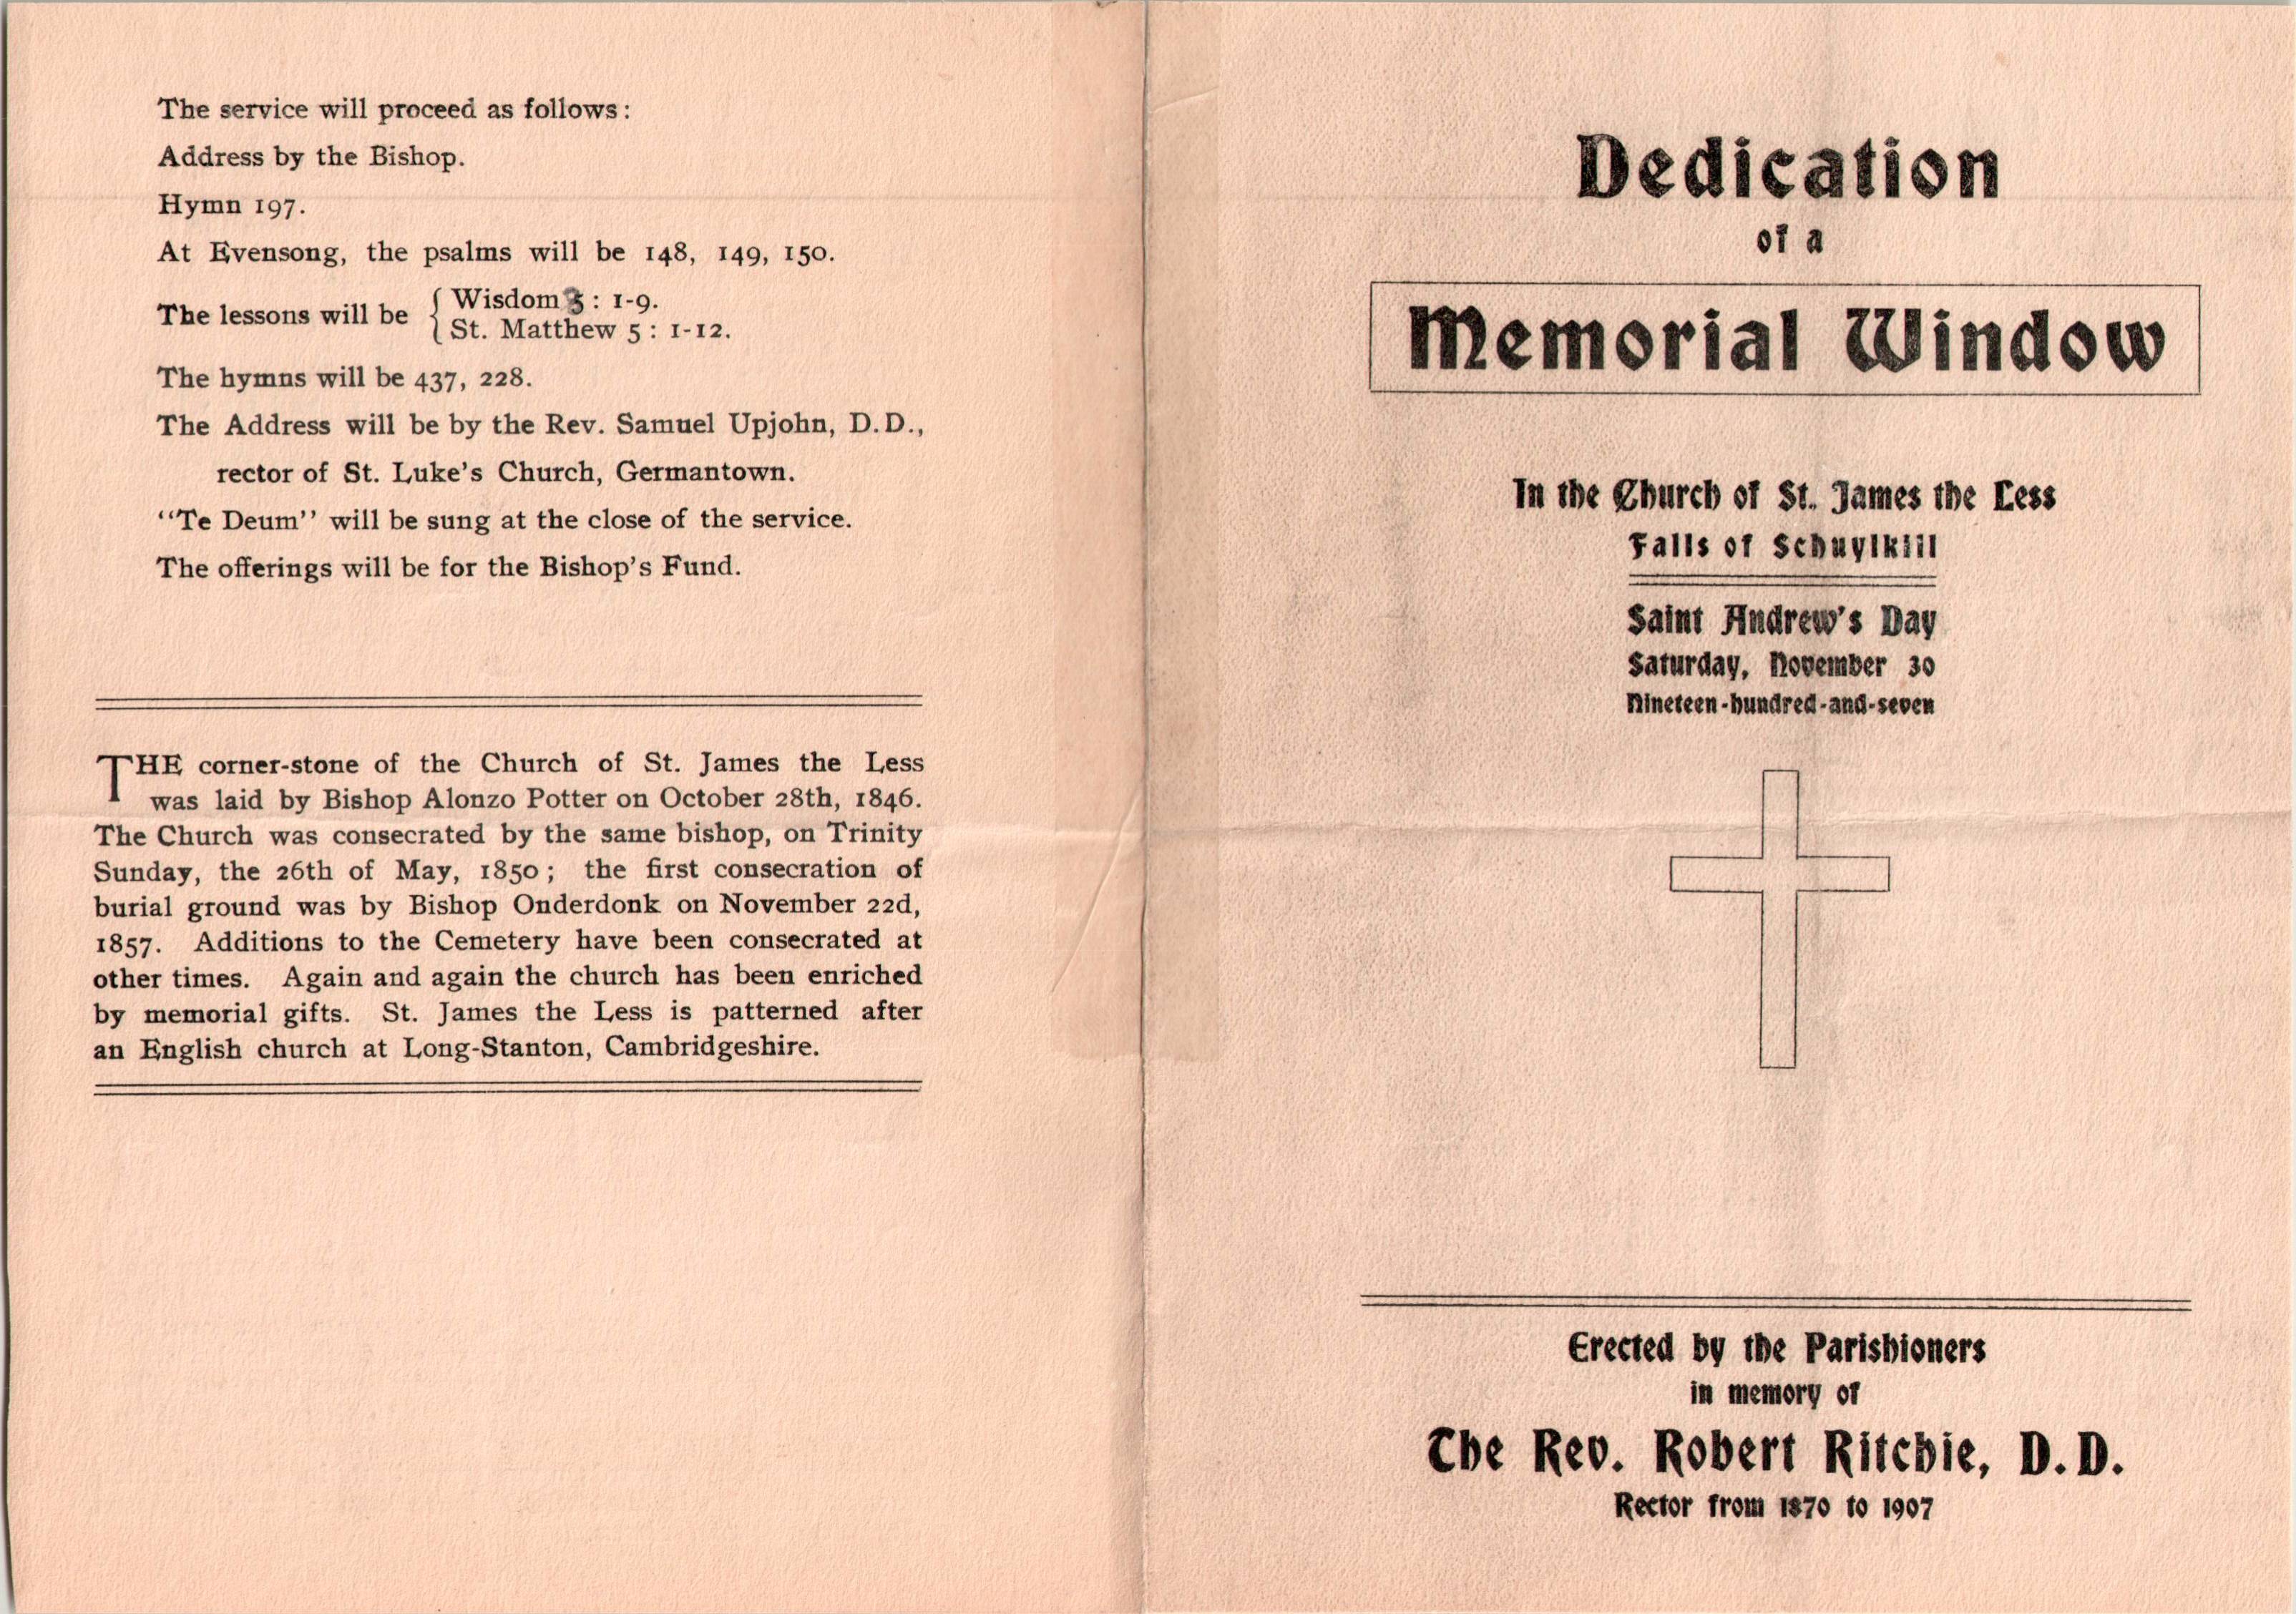 The service will proceed as follows:
Address by the Bishop.
Hymn 197.
At Evensong, the psalms will be 148, 149, 150.
The lessons will be { Wisdom 3 : 1-9.
St. Matthew 5 : 1-12.
The hymns will be 437, 228.
The Address will be by the Rev. Samuel Upjohn, D.D.,
rector of St. Luke's Church, Germantown.
"Te Deum" will be sung at the close of the service.
The offerings will be for the Bishop's Fund.
THE corner-stone of the Church of St. James the Less
was laid by Bishop Alonzo Potter on October 28th, 1846.
The Church was consecrated by the same bishop, on Trinity
Sunday, the 26th of May, 1850; the first consecration of
burial ground was by Bishop Onderdonk on November 22d,
1857. Additions to the Cemetery have been consecrated at
other times. Again and again the church has been enriched
by memorial gifts. St. James the Less is patterned after
an English church at Long-Stanton, Cambridgeshire.
Dedication
of a
Memorial Window
In the Church of St. James the Less
Falls of Schuylkill
Saint Andrew's Day
Saturday, November 30
Nineteen-hundred-and-seven
Erected by the Parishioners
in memory of
The Rev. Robert Ritchie, D.D.
Rector from 1870 to 1907